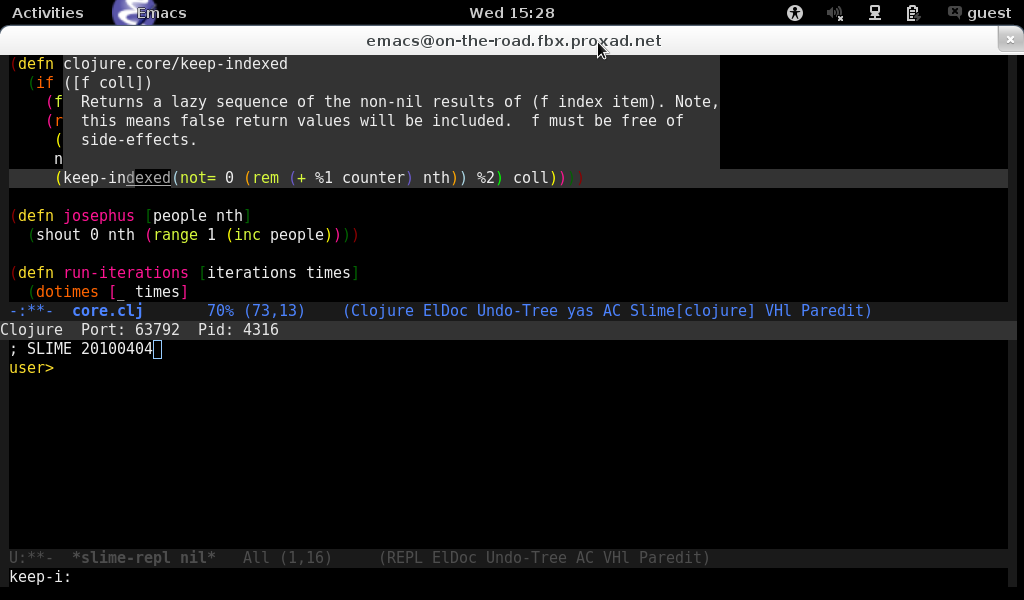 Activities Emacs Wed 15:28 guest
emacs@on-the-road.fbx.proxad.net
(defn clojure.core/keep-indexed
(if ([f coll])
(f Returns a lazy sequence of the non-nil results of (f index item). Note,
(r this means false return values will be included.  f must be free of
( side-effects.
n
(keep-indexed(not= 0 (rem (+ %1 counter) nth)) %2) coll))))
(defn josephus [people nth]
(shout 0 nth (range 1 (inc people))))
(defn run-iterations [iterations times]
(dotimes [_ times]
-:**-  core.clj       70% (73,13)    (Clojure ElDoc Undo-Tree yas AC Slime[clojure] VHl Paredit)
Clojure  Port: 63792  Pid: 4316
; SLIME 20100404
user>
U:**-  *slime-repl nil*   All (1,16)     (REPL ElDoc Undo-Tree AC VHl Paredit)
keep-i: